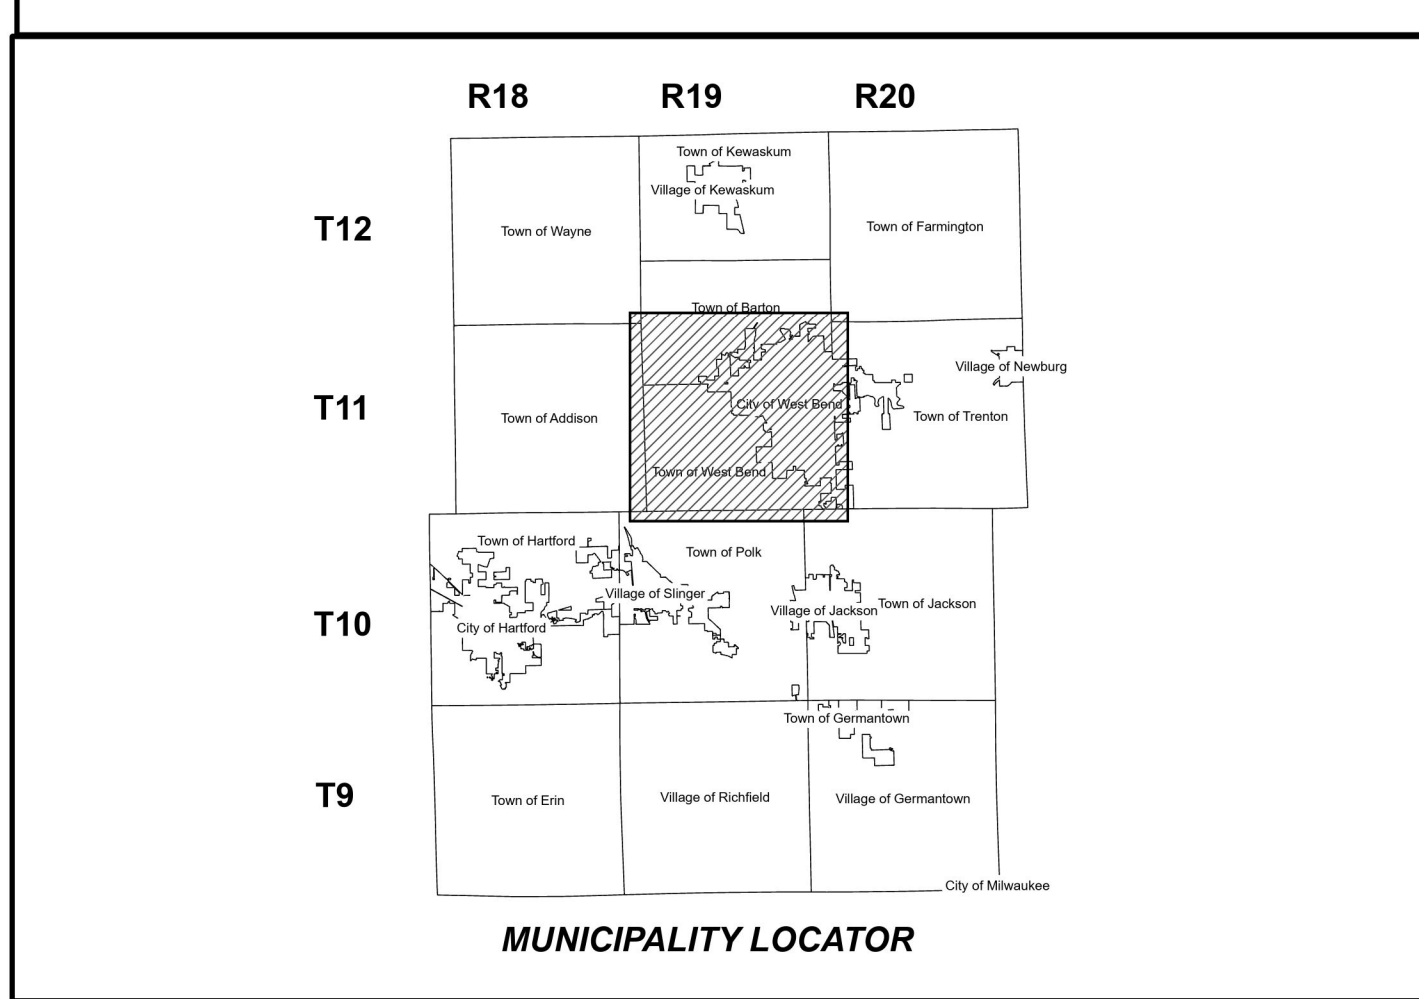 R18 R19 R20
Town of Kewaskum
Village of Kewaskum
T12
Town of Wayne
Town of Farmington
Town of Barton
Village of Newburg
T11
City of West Bend
Town of Addison
Town of Trenton
Town of West Bend
Town of Hartford
Town of Polk
Village of Slinger
Village of Jackson
Town of Jackson
T10
City of Hartford
Town of Germantown
T9
Town of Erin
Village of Richfield
Village of Germantown
City of Milwaukee
MUNICIPALITY LOCATOR